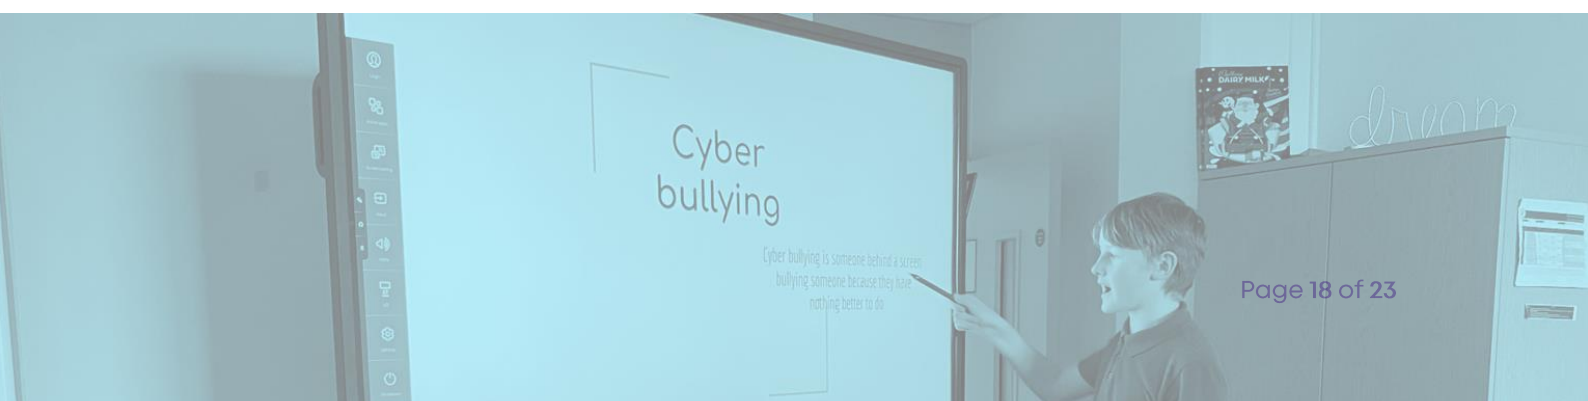 Cyber
bullying
Cyber bullying is someone behind a screen
bullying someone because they have
nothing better to do
DAIRY MILK
dream
Page 18 of 23